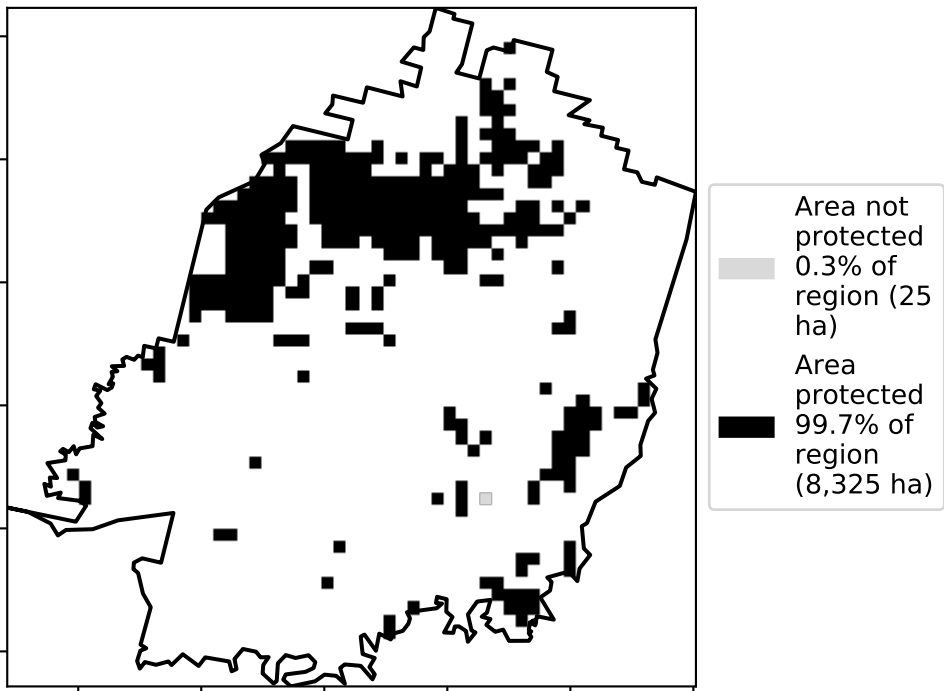 Area not
protected
0.3% of
region (25
ha)
Area
protected
99.7% of
region
(8,325 ha)